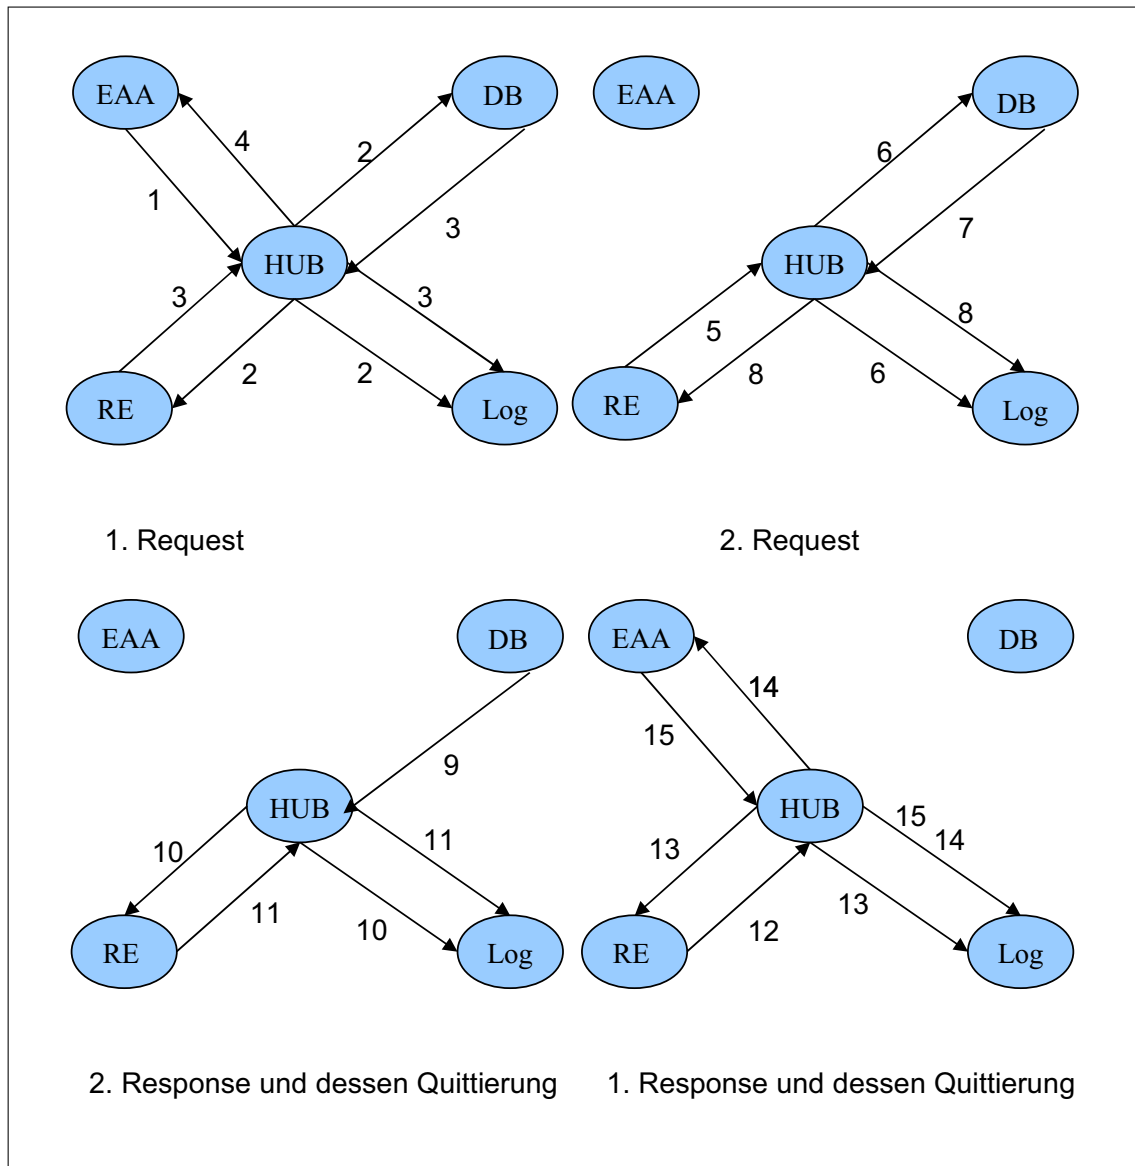 EAA
DB
4
2
1
3
HUB
3
3
2
2
RE
Log
1. Request
EAA
DB
6
7
HUB
8
5
8
6
RE
Log
2. Request
EAA
DB
9
HUB
10
11
11
10
RE
Log
2. Response und dessen Quittierung
EAA
DB
14
15
HUB
15
14
13
13
12
RE
Log
1. Response und dessen Quittierung